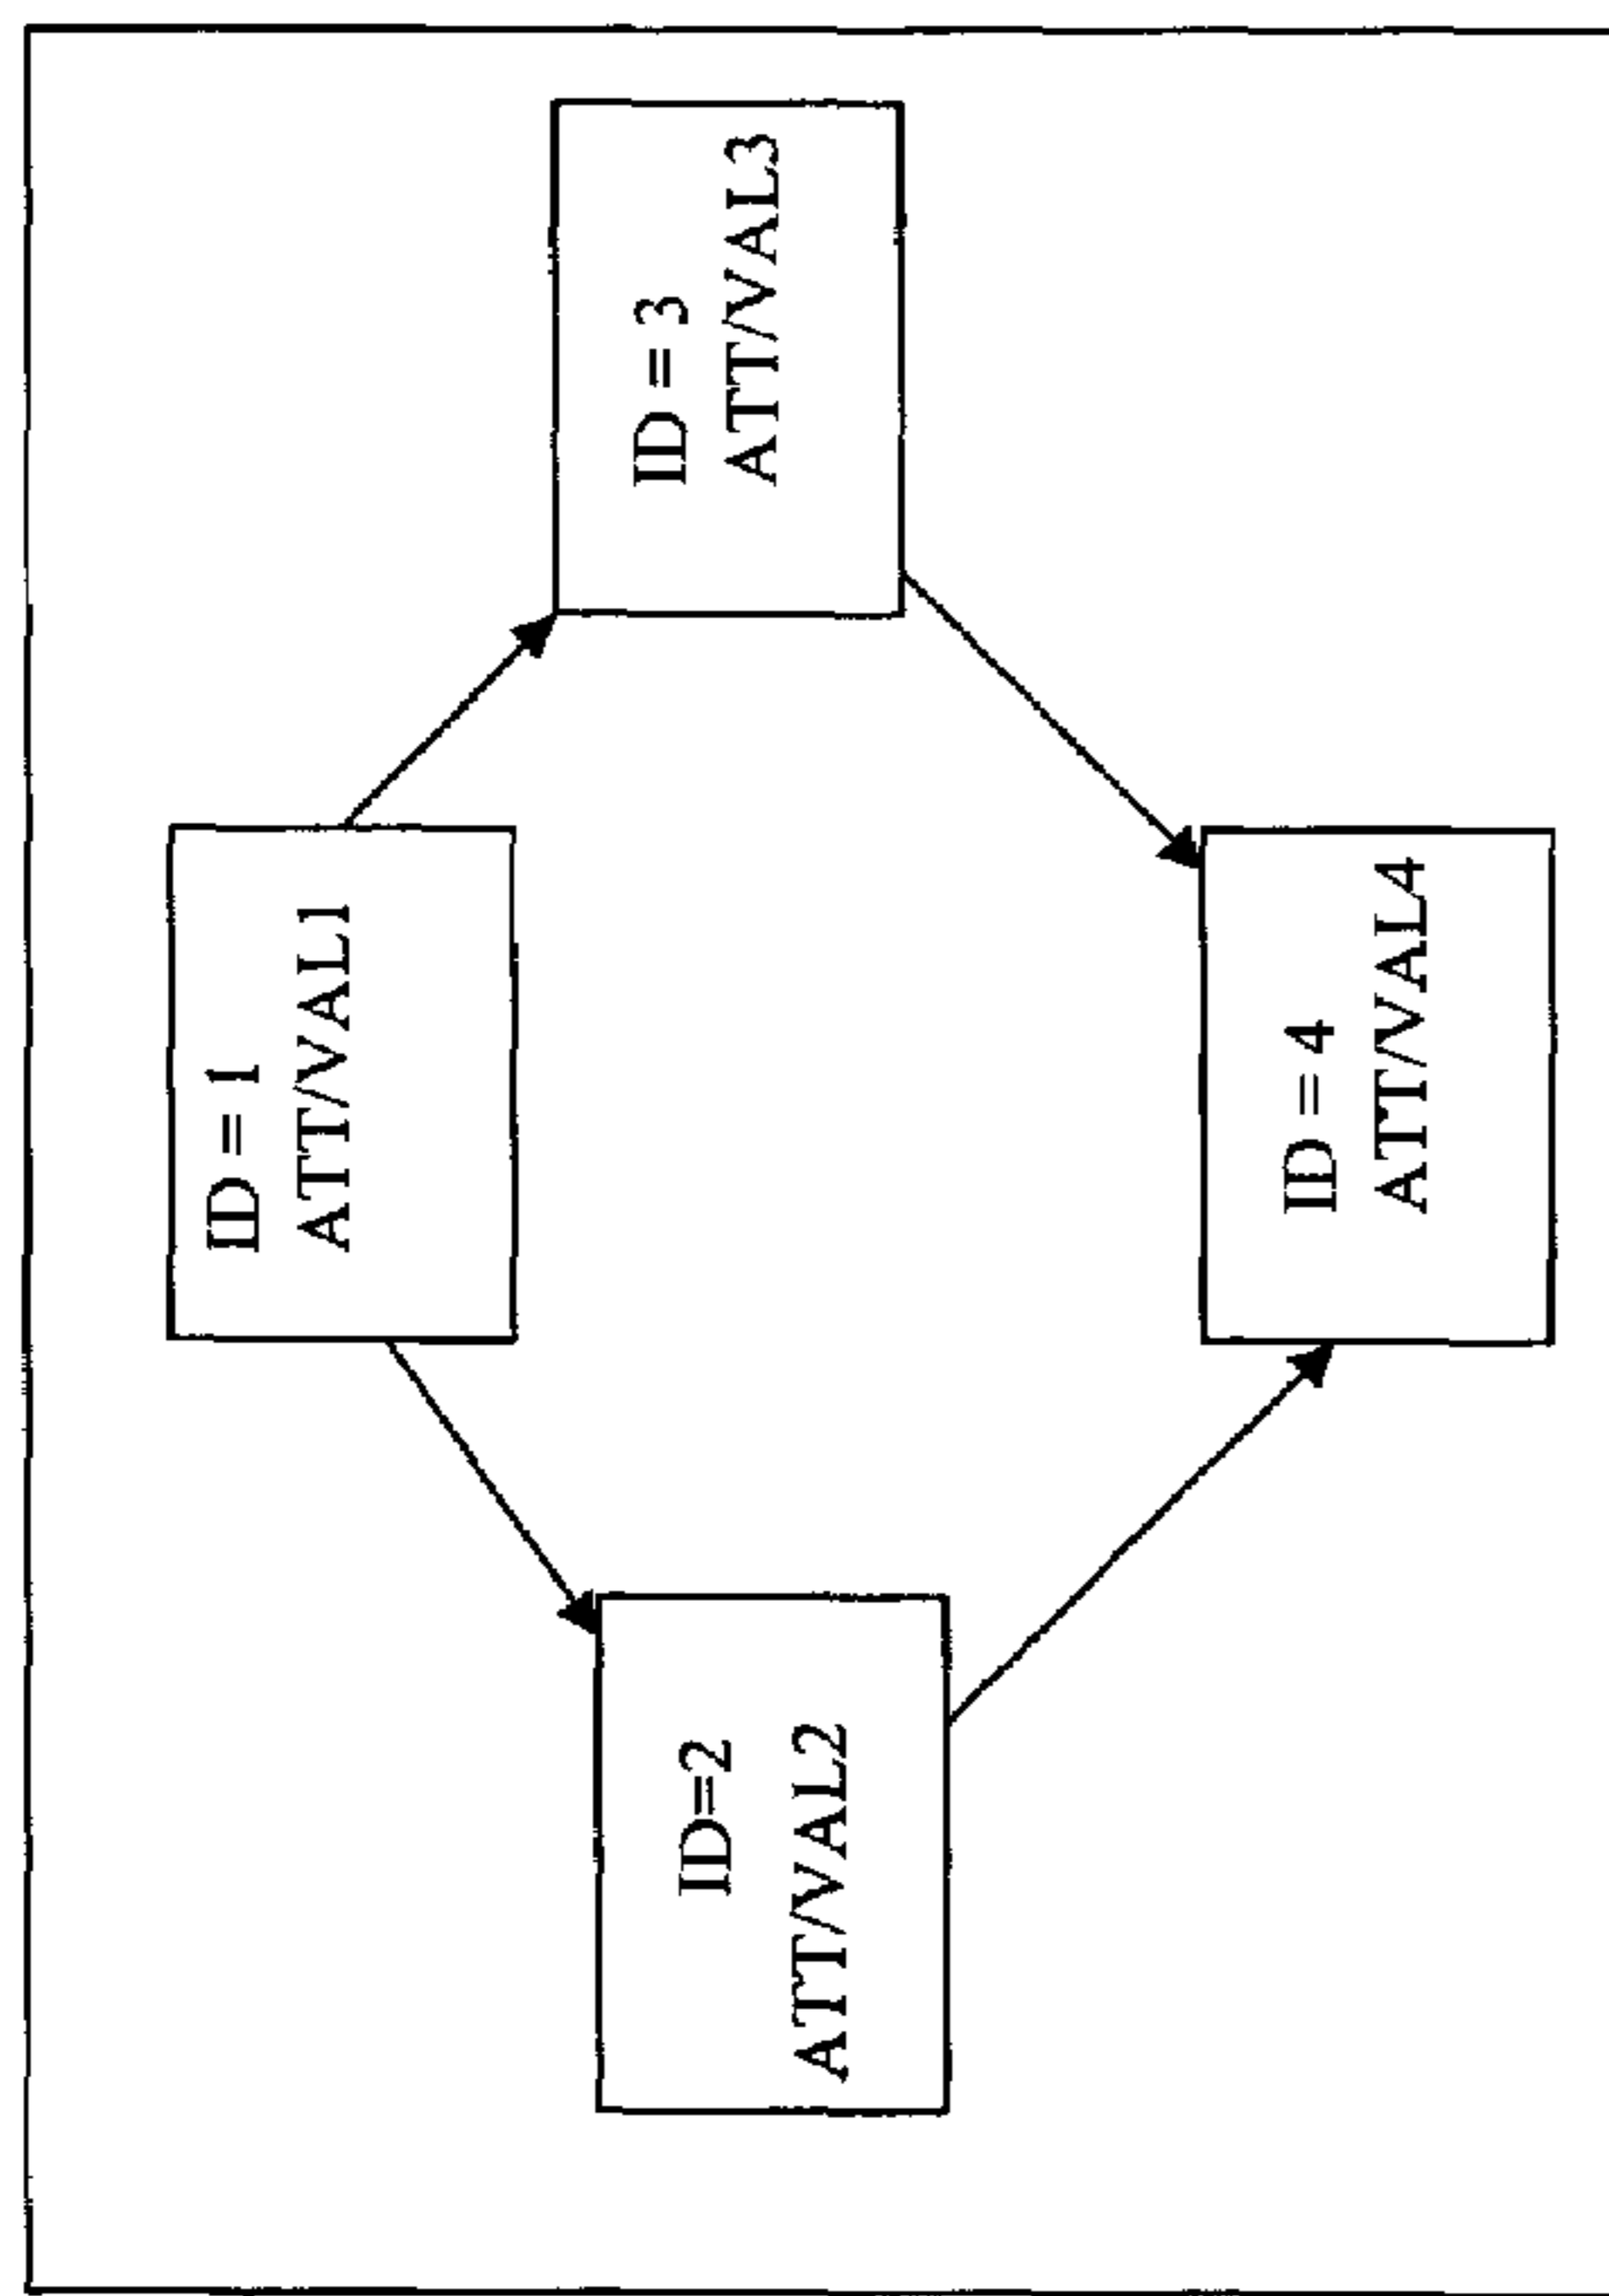 ID = 1
ATT/VAL1
ID=2
ATT/VAL2
ID = 3
ATT/VAL3
ID = 4
ATT/VAL4